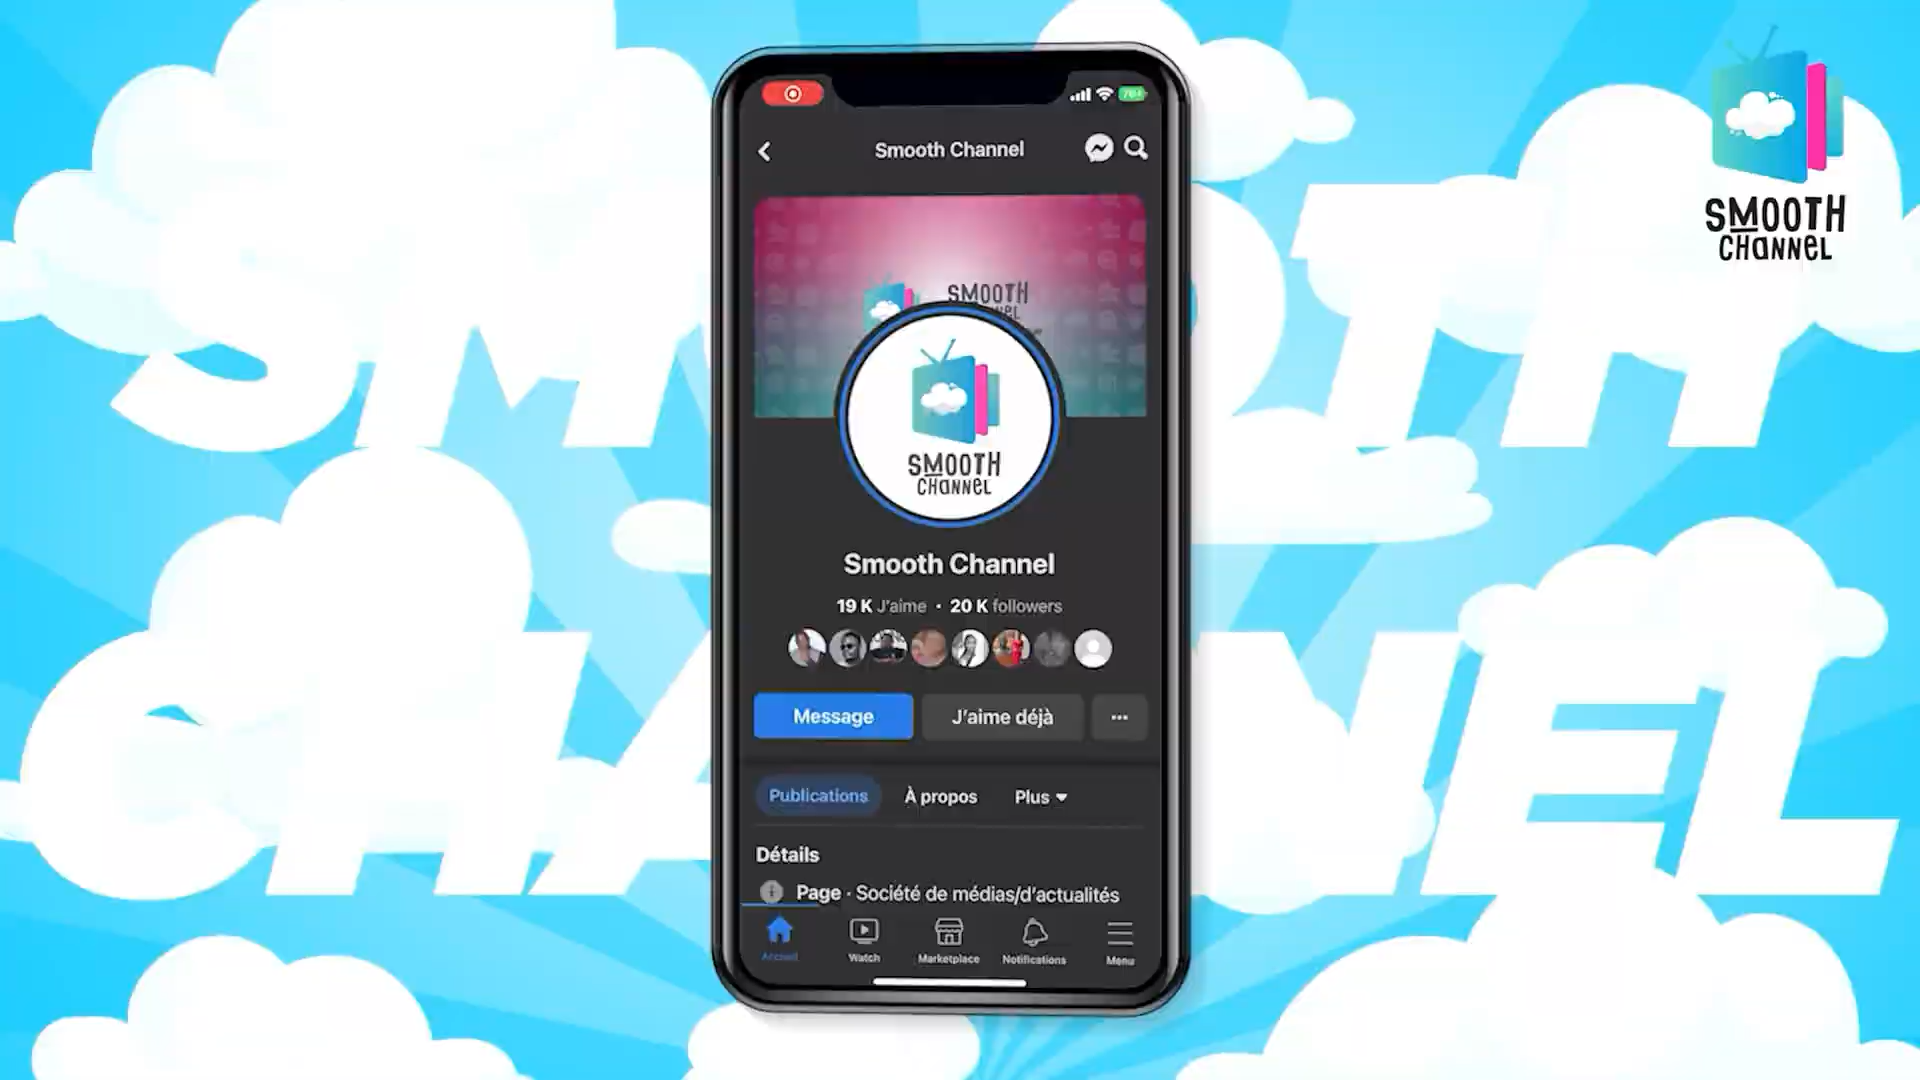 SMOOTH
CHANNEL
Smooth Channel
SMOOTH
SMOOTH
CHANNEL
Smooth Channel
19 K J'aime · 20 K followers
Message
J'aime déjà
Publications
À propos
Plus
Détails
Page · Société de médias/d'actualités
Accueil
Watch
Marketplace
Notifications
Menu
SMOOTH
CHANNEL